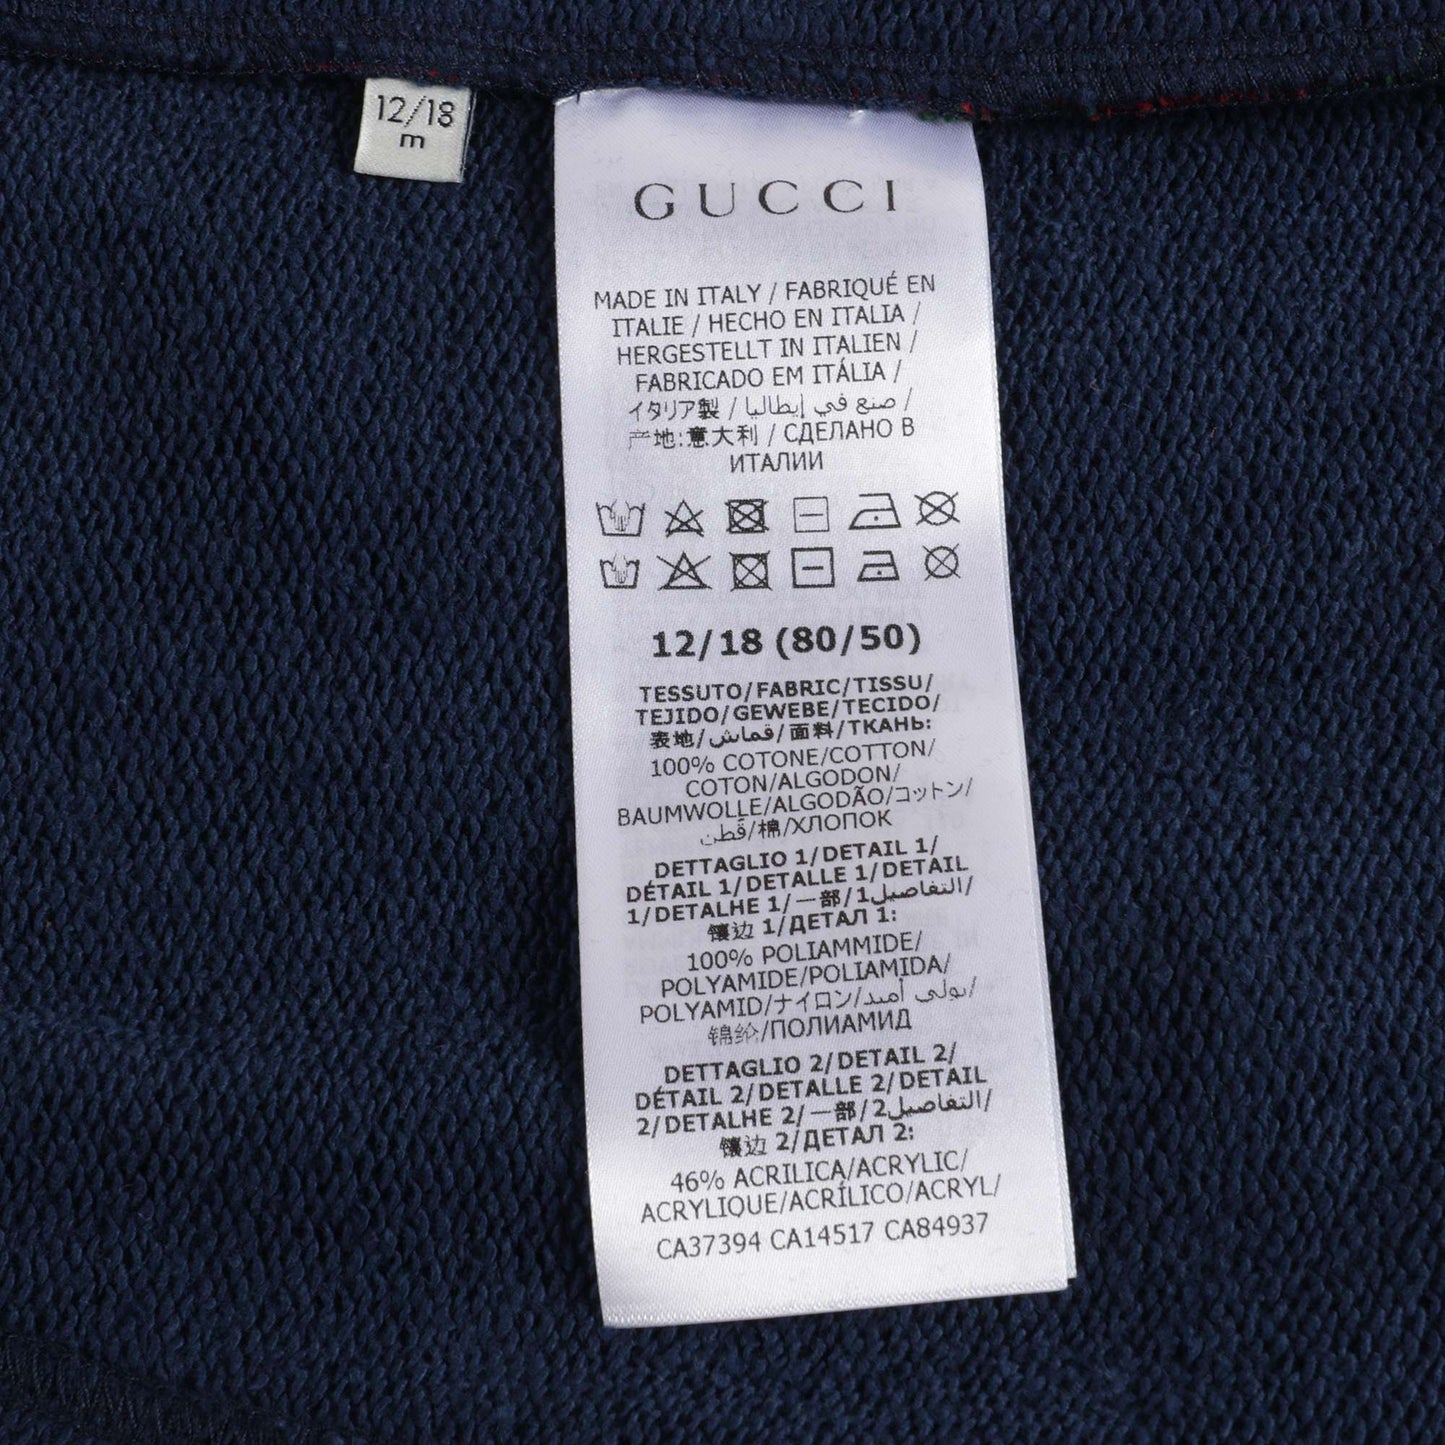 12/18
m
GUCCI
MADE IN ITALY / FABRIQUÉ EN
ITALIE / HECHO EN ITALIA /
HERGESTELLT IN ITALIEN /
FABRICADO EM ITÁLIA /
イタリア製 / صنع في إيطاليا /
产地:意大利 / СДЕЛАНО В
ИТАЛИИ
12/18 (80/50)
TESSUTO/FABRIC/TISSU/
TEJIDO/GEWEBE/TECIDO/
表地/قماش/面料/ТКАНЬ:
100% COTONE/COTTON/
COTON/ALGODON/
BAUMWOLLE/ALGODÃO/コットン/
قطن/棉/ХЛОПОК
DETTAGLIO 1/DETAIL 1/
DÉTAIL 1/DETALLE 1/DETAIL
1/DETALHE 1/一部/التفاصيل1/
镶边 1/ДЕТАЛ 1:
100% POLIAMMIDE/
POLYAMIDE/POLIAMIDA/
POLYAMID/ナイロン/بولي أميد/
锦纶/ПОЛИАМИД
DETTAGLIO 2/DETAIL 2/
DÉTAIL 2/DETALLE 2/DETAIL
2/DETALHE 2/一部/التفاصيل2/
镶边 2/ДЕТАЛ 2:
46% ACRILICA/ACRYLIC/
ACRYLIQUE/ACRÍLICO/ACRYL/
CA37394 CA14517 CA84937